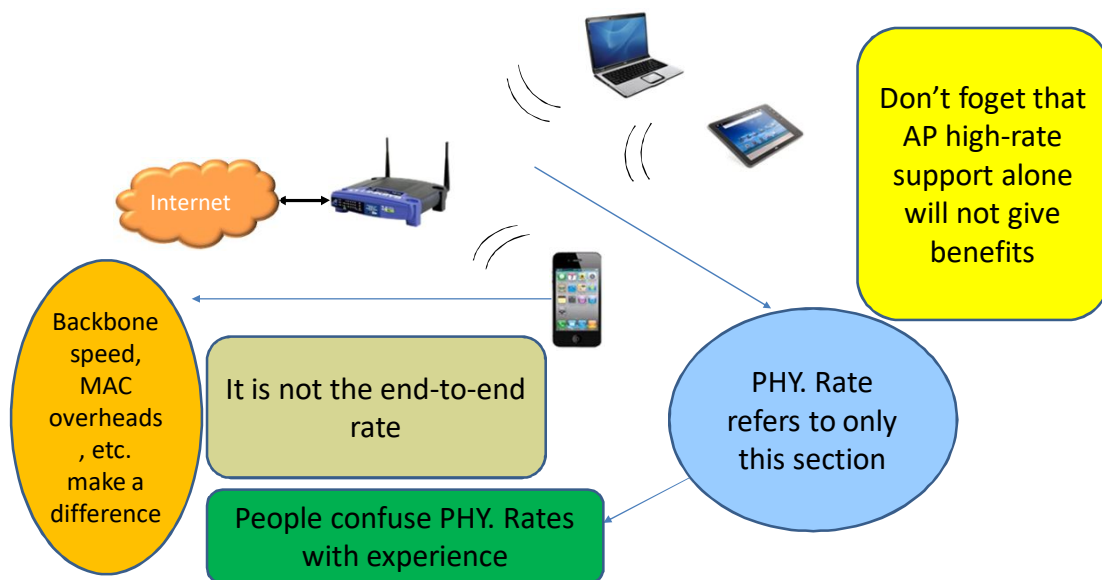 Internet
Don’t foget that
AP high-rate
support alone
will not give
benefits
Backbone
speed,
MAC
overheads
, etc.
make a
difference
It is not the end-to-end
rate
PHY. Rate
refers to only
this section
People confuse PHY. Rates
with experience